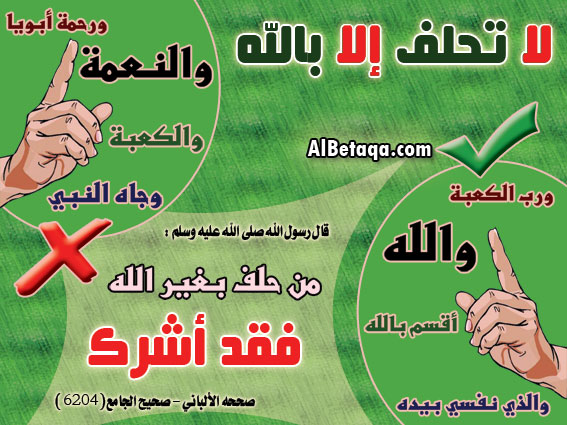 لا تحلف إلا بالله
ورحمة أبويا
والنعمة
والكعبة
وجاه النبي
AlBetaqa.com
ورب الكعبة
والله
أقسم بالله
والذي نفسي بيده
قال رسول الله صلى الله عليه وسلم :
من حلف بغير الله
فقد أشرك
صححه الألباني - صحيح الجامع (6204)